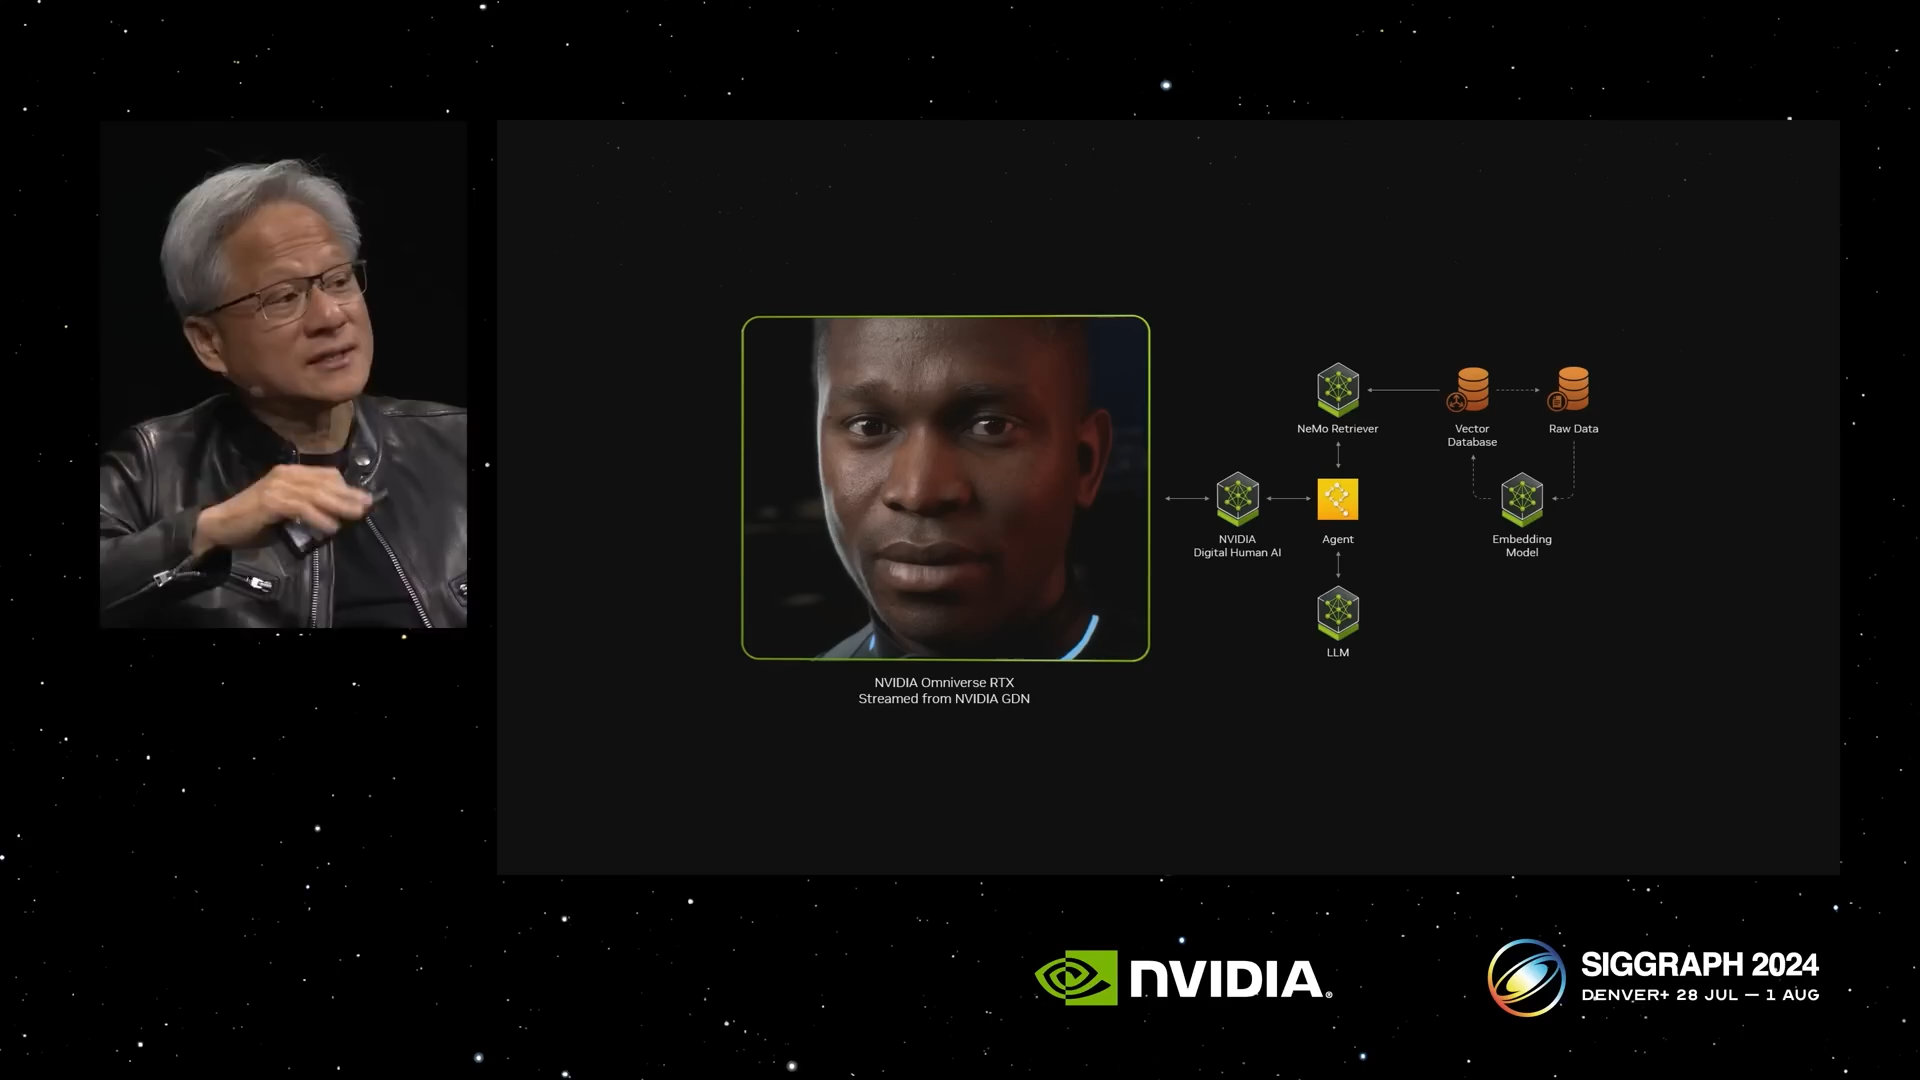 NeMo Retriever
Vector
Database
Raw Data
NVIDIA
Digital Human AI
Agent
Embedding
Model
LLM
NVIDIA Omniverse RTX
Streamed from NVIDIA GDN
NVIDIA®
SIGGRAPH 2024
DENVER+ 28 JUL — 1 AUG